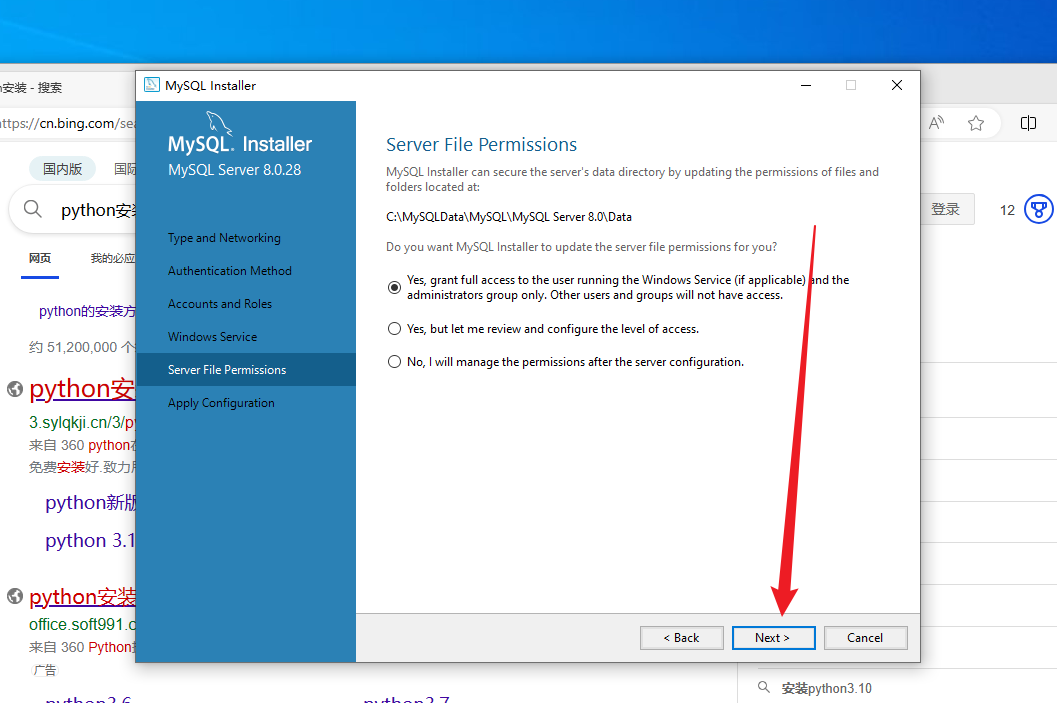 安装 - 搜索
https://cn.bing.com/sea
国内版
国际
python安装
登录
12
网页
我的必应
python的安装方
约 51,200,000 个
python安
3.sylqkji.cn/3/py
来自 360 python在
免费安装好.致力
python新版
python 3.1
python安装
office.soft991.c
来自 360 Python
广告
python3.6
python3.7
安装python3.10
MySQL Installer
MySQL. Installer
MySQL Server 8.0.28
Type and Networking
Authentication Method
Accounts and Roles
Windows Service
Server File Permissions
Apply Configuration
Server File Permissions
MySQL Installer can secure the server's data directory by updating the permissions of files and
folders located at:
C:\MySQLData\MySQL\MySQL Server 8.0\Data
Do you want MySQL Installer to update the server file permissions for you?
Yes, grant full access to the user running the Windows Service (if applicable) and the
administrators group only. Other users and groups will not have access.
Yes, but let me review and configure the level of access.
No, I will manage the permissions after the server configuration.
< Back
Next >
Cancel